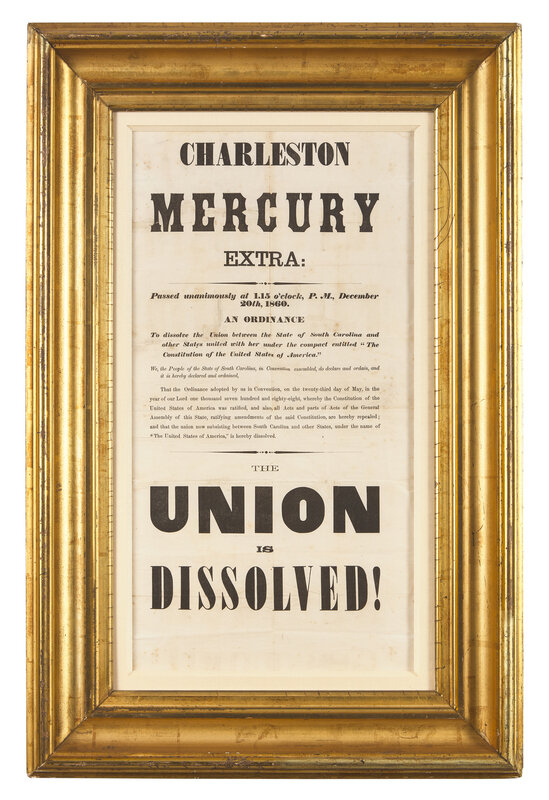 CHARLESTON
MERCURY
EXTRA:
Passed unanimously at 1.15 o'clock, P. M., December
20th, 1860.
AN ORDINANCE
To dissolve the Union between the State of South Carolina and
other States united with her under the compact entitled "The
Constitution of the United States of America."
We, the People of the State of South Carolina, in Convention assembled, do declare and ordain, and
it is hereby declared and ordained,
That the Ordinance adopted by us in Convention, on the twenty-third day of May, in the
year of our Lord one thousand seven hundred and eighty-eight, whereby the Constitution of the
United States of America was ratified, and also, all Acts and parts of Acts of the General
Assembly of this State, ratifying amendments of the said Constitution, are hereby repealed;
and that the union now subsisting between South Carolina and other States, under the name of
"The United States of America," is hereby dissolved.
THE
UNION
IS
DISSOLVED!